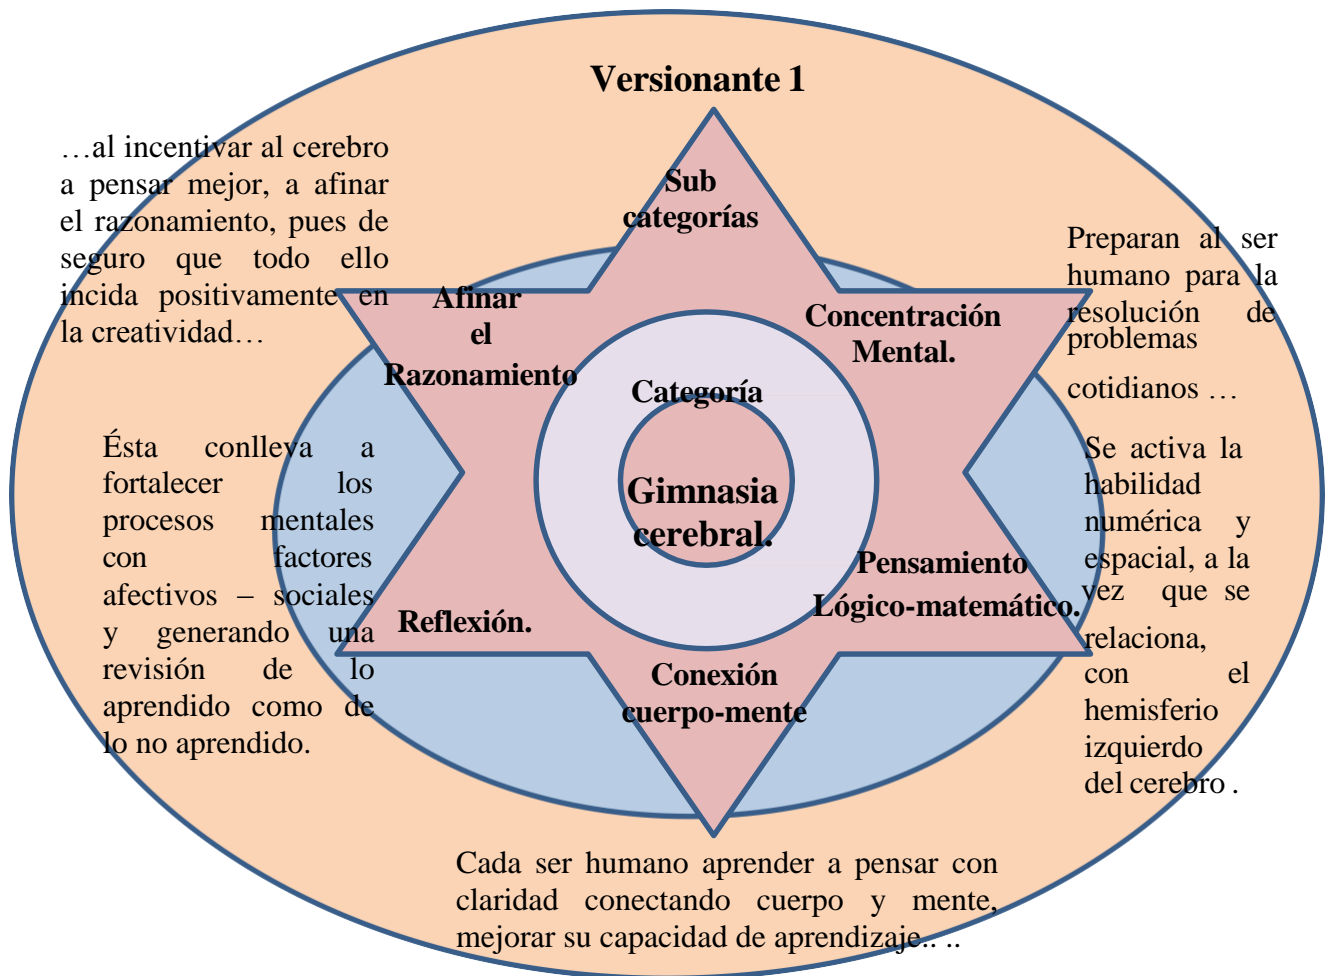 Versionante 1
…al incentivar al cerebro
a pensar mejor, a afinar
el razonamiento, pues de
seguro que todo ello
incida positivamente en
la creatividad…
Sub
categorías
Preparan al ser
humano para la
resolución de
problemas
cotidianos …
Afinar
el
Razonamiento
Concentración
Mental.
Categoría
Gimnasia
cerebral.
Ésta conlleva a
fortalecer los
procesos mentales
con factores
afectivos – sociales
y generando una
revisión de lo
aprendido como de
lo no aprendido.
Se activa la
habilidad
numérica y
espacial, a la
vez que se
relaciona,
con el
hemisferio
izquierdo
del cerebro .
Pensamiento
Lógico-matemático.
Reflexión.
Conexión
cuerpo-mente
Cada ser humano aprender a pensar con
claridad conectando cuerpo y mente,
mejorar su capacidad de aprendizaje.. ..